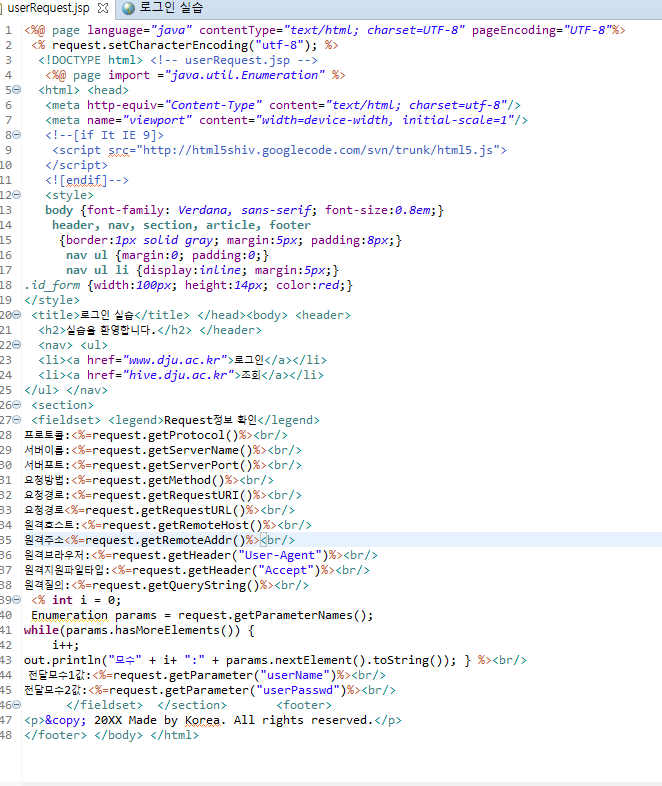 userRequest.jsp 로그인 실습
1 <%@ page language="java" contentType="text/html; charset=UTF-8" pageEncoding="UTF-8"%>
2 <% request.setCharacterEncoding("utf-8"); %>
3 <!DOCTYPE html> <!-- userRequest.jsp -->
4 <%@ page import ="java.util.Enumeration" %>
5 <html> <head>
6 <meta http-equiv="Content-Type" content="text/html; charset=utf-8"/>
7 <meta name="viewport" content="width=device-width, initial-scale=1"/>
8 <!--[if It IE 9]>
9 <script src="http://html5shiv.googlecode.com/svn/trunk/html5.js">
10 </script>
11 <![endif]-->
12 <style>
13 body {font-family: Verdana, sans-serif; font-size:0.8em;}
14 header, nav, section, article, footer
15 {border:1px solid gray; margin:5px; padding:8px;}
16 nav ul {margin:0; padding:0;}
17 nav ul li {display:inline; margin:5px;}
18 .id_form {width:100px; height:14px; color:red;}
19 </style>
20 <title>로그인 실습</title> </head><body> <header>
21 <h2>실습을 환영합니다.</h2> </header>
22 <nav> <ul>
23 <li><a href="www.dju.ac.kr">로그인</a></li>
24 <li><a href="hive.dju.ac.kr">조회</a></li>
25 </ul> </nav>
26 <section>
27 <fieldset> <legend>Request정보 확인</legend>
28 프로토콜:<%=request.getProtocol()%><br/>
29 서버이름:<%=request.getServerName()%><br/>
30 서버포트:<%=request.getServerPort()%><br/>
31 요청방법:<%=request.getMethod()%><br/>
32 요청경로:<%=request.getRequestURI()%><br/>
33 요청경로<%=request.getRequestURL()%><br/>
34 원격호스트:<%=request.getRemoteHost()%><br/>
35 원격주소<%=request.getRemoteAddr()%><br/>
36 원격브라우저:<%=request.getHeader("User-Agent")%><br/>
37 원격지원파일타입:<%=request.getHeader("Accept")%><br/>
38 원격질의:<%=request.getQueryString()%><br/>
39 <% int i = 0;
40 Enumeration params = request.getParameterNames();
41 while(params.hasMoreElements()) {
42 i++;
43 out.println("모수" + i+ ":" + params.nextElement().toString()); } %><br/>
44 전달모수1값:<%=request.getParameter("userName")%><br/>
45 전달모수2값:<%=request.getParameter("userPasswd")%><br/>
46 </fieldset> </section> <footer>
47 <p>&copy; 20XX Made by Korea. All rights reserved.</p>
48 </footer> </body> </html>